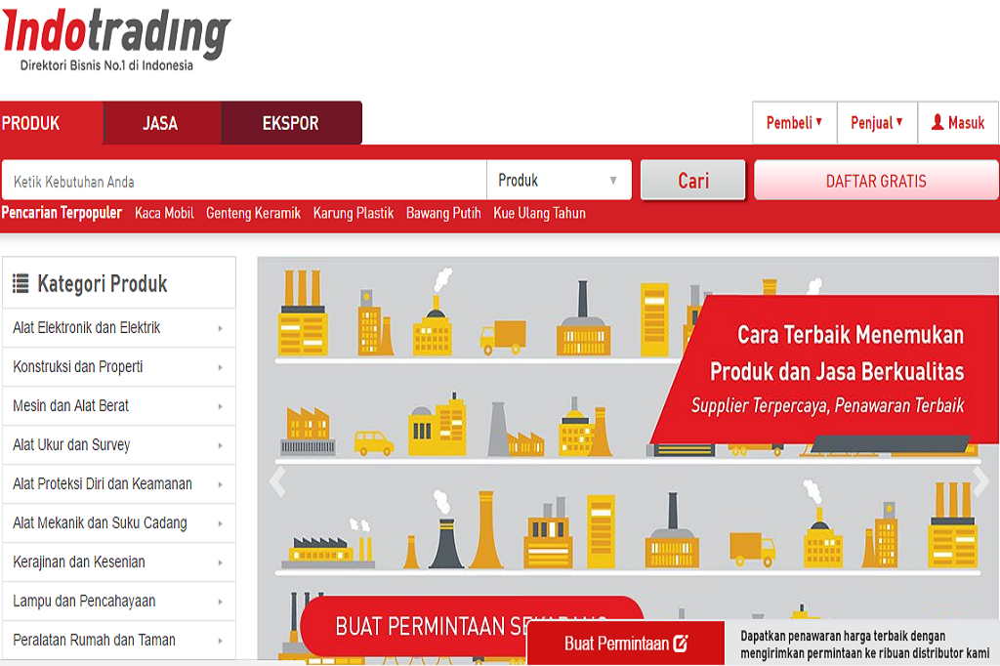 Indotrading
Direktori Bisnis No.1 di Indonesia
PRODUK JASA EKSPOR
Pembeli Penjual Masuk
Ketik Kebutuhan Anda Produk Cari DAFTAR GRATIS
Pencarian Terpopuler Kaca Mobil Genteng Keramik Karung Plastik Bawang Putih Kue Ulang Tahun
Kategori Produk
Alat Elektronik dan Elektrik
Konstruksi dan Properti
Mesin dan Alat Berat
Alat Ukur dan Survey
Alat Proteksi Diri dan Keamanan
Alat Mekanik dan Suku Cadang
Kerajinan dan Kesenian
Lampu dan Pencahayaan
Peralatan Rumah dan Taman
Cara Terbaik Menemukan
Produk dan Jasa Berkualitas
Supplier Terpercaya, Penawaran Terbaik
BUAT PERMINTAAN
Buat Permintaan
Dapatkan penawaran harga terbaik dengan
mengirimkan permintaan ke ribuan distributor kami